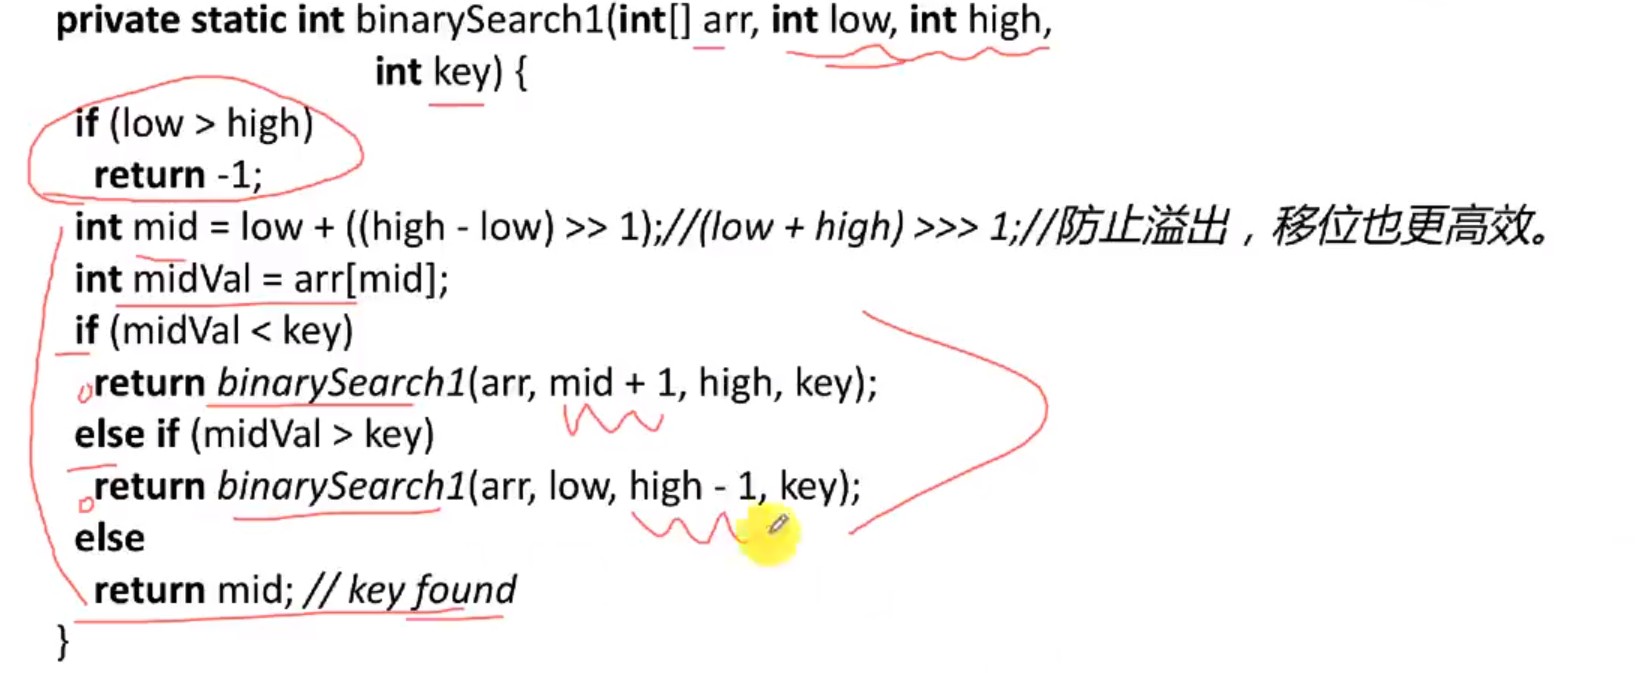 private static int binarySearch1(int[] arr, int low, int high,
int key) {
if (low > high)
return -1;
int mid = low + ((high - low) >> 1);//(low + high) >>> 1;//防止溢出，移位也更高效。
int midVal = arr[mid];
if (midVal < key)
return binarySearch1(arr, mid + 1, high, key);
else if (midVal > key)
return binarySearch1(arr, low, high - 1, key);
else
return mid; // key found
}